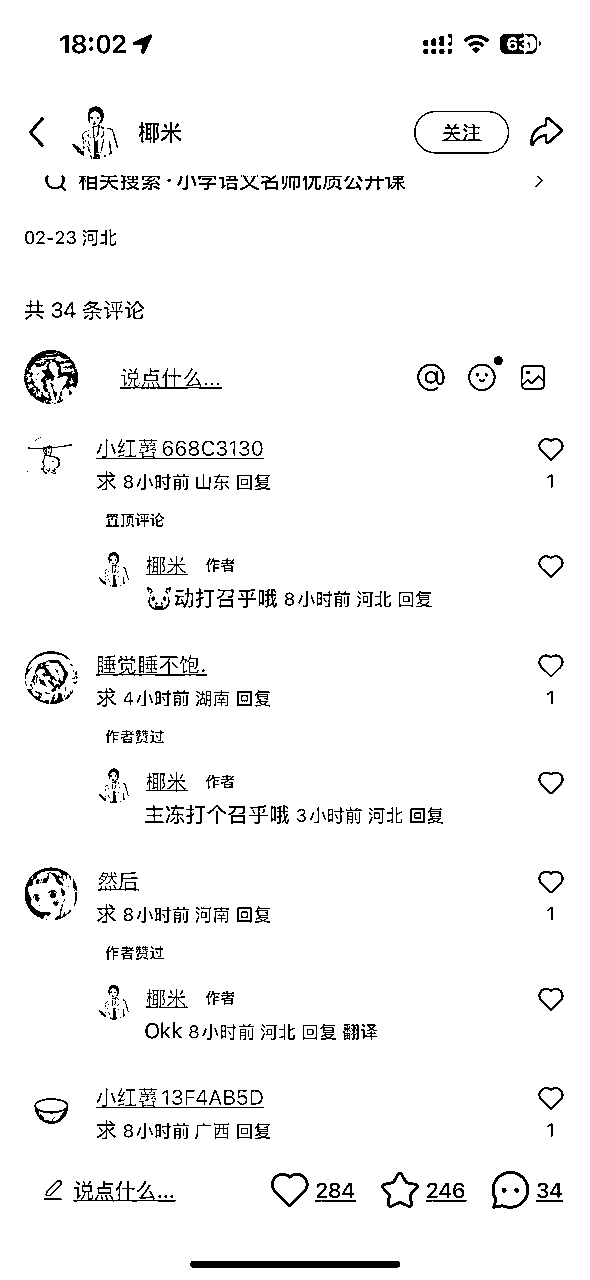 18:02
63
椰米
关注
相关搜索·小学语文名师优质公开课
02-23 河北
共 34 条评论
说点什么...
小红薯668C3130
求 8小时前 山东 回复
1
置顶评论
椰米 作者
动打召乎哦 8小时前 河北 回复
睡觉睡不饱.
求 4小时前 湖南 回复
1
作者赞过
椰米 作者
主冻打个召乎哦 3小时前 河北 回复
然后
求 8小时前 河南 回复
1
作者赞过
椰米 作者
Okk 8小时前 河北 回复 翻译
小红薯13F4AB5D
求 8小时前 广西 回复
1
说点什么... 284 246 34